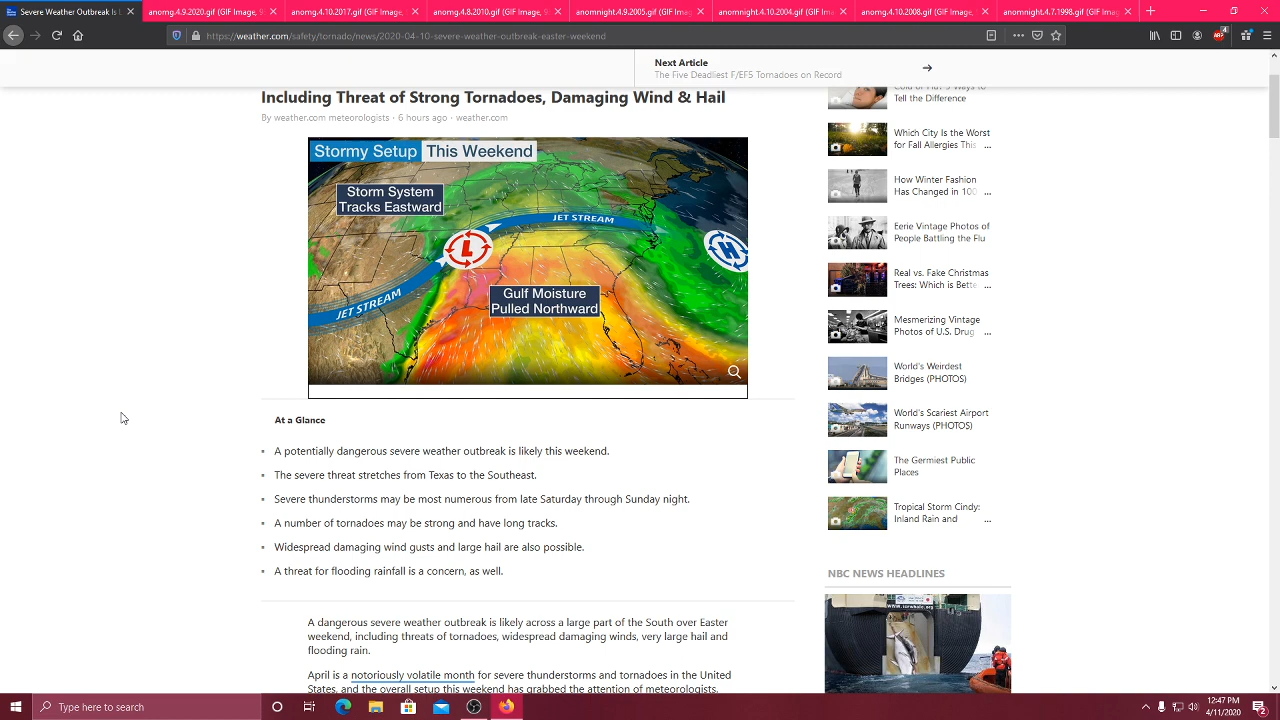 Severe Weather Outbreak Is L
anomg.4.9.2020.gif (GIF Image, 9
anomg.4.10.2017.gif (GIF Image,
anomg.4.8.2010.gif (GIF Image, 9
anomnight.4.9.2005.gif (GIF Imag
anomnight.4.10.2004.gif (GIF Ima
anomg.4.10.2008.gif (GIF Image,
anomnight.4.7.1998.gif (GIF Imag
https://weather.com/safety/tornado/news/2020-04-10-severe-weather-outbreak-easter-weekend
Next Article
The Five Deadliest F/EF5 Tornadoes on Record
Including Threat of Strong Tornadoes, Damaging Wind & Hail
By weather.com meteorologists · 6 hours ago · weather.com
Stormy Setup This Weekend
Storm System
Tracks Eastward
JET STREAM
L
H
JET STREAM
Gulf Moisture
Pulled Northward
At a Glance
A potentially dangerous severe weather outbreak is likely this weekend.
The severe threat stretches from Texas to the Southeast.
Severe thunderstorms may be most numerous from late Saturday through Sunday night.
A number of tornadoes may be strong and have long tracks.
Widespread damaging wind gusts and large hail are also possible.
A threat for flooding rainfall is a concern, as well.
A dangerous severe weather outbreak is likely across a large part of the South over Easter
weekend, including threats of tornadoes, widespread damaging winds, very large hail and
flooding rain.
April is a notoriously volatile month for severe thunderstorms and tornadoes in the United
States, and the overall setup this weekend has grabbed the attention of meteorologists.
Cold or Flu? 5 Ways to
Tell the Difference
Which City Is the Worst
for Fall Allergies This ...
How Winter Fashion
Has Changed in 100 ...
Eerie Vintage Photos of
People Battling the Flu
Real vs. Fake Christmas
Trees: Which is Bette ...
Mesmerizing Vintage
Photos of U.S. Drug ...
World's Weirdest
Bridges (PHOTOS)
World's Scariest Airport
Runways (PHOTOS)
The Germiest Public
Places
Tropical Storm Cindy:
Inland Rain and ...
NBC NEWS HEADLINES
Type here to search
12:47 PM
4/11/2020
2